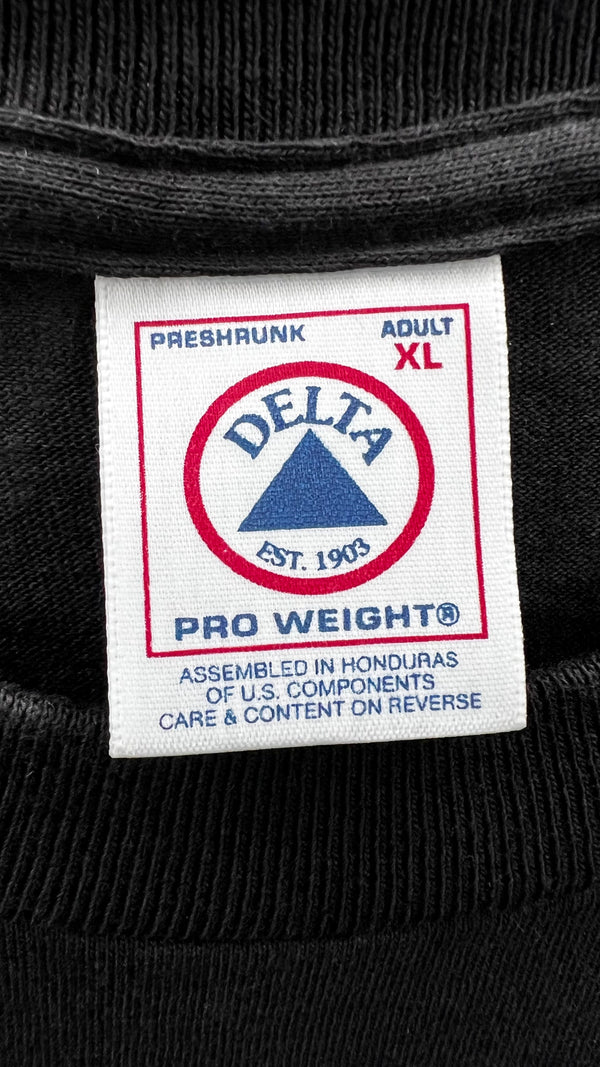 PRESHRUNK ADULT
XL
DELTA
EST. 1903
PRO WEIGHT®
ASSEMBLED IN HONDURAS
OF U.S. COMPONENTS
CARE & CONTENT ON REVERSE